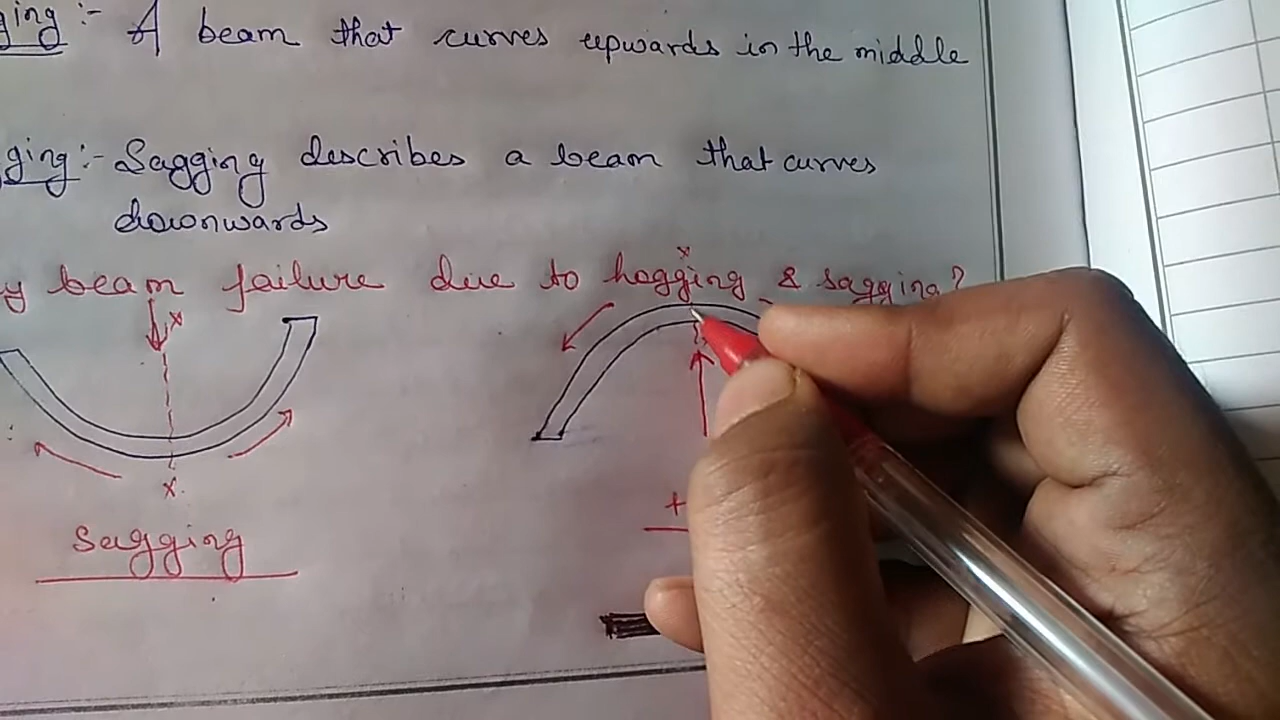 ging :- A beam that curves upwards in the middle
ging :- Sagging describes a beam that curves
downwards
y beam failure due to hogging & sagging?
x
x
x
Sagging
+